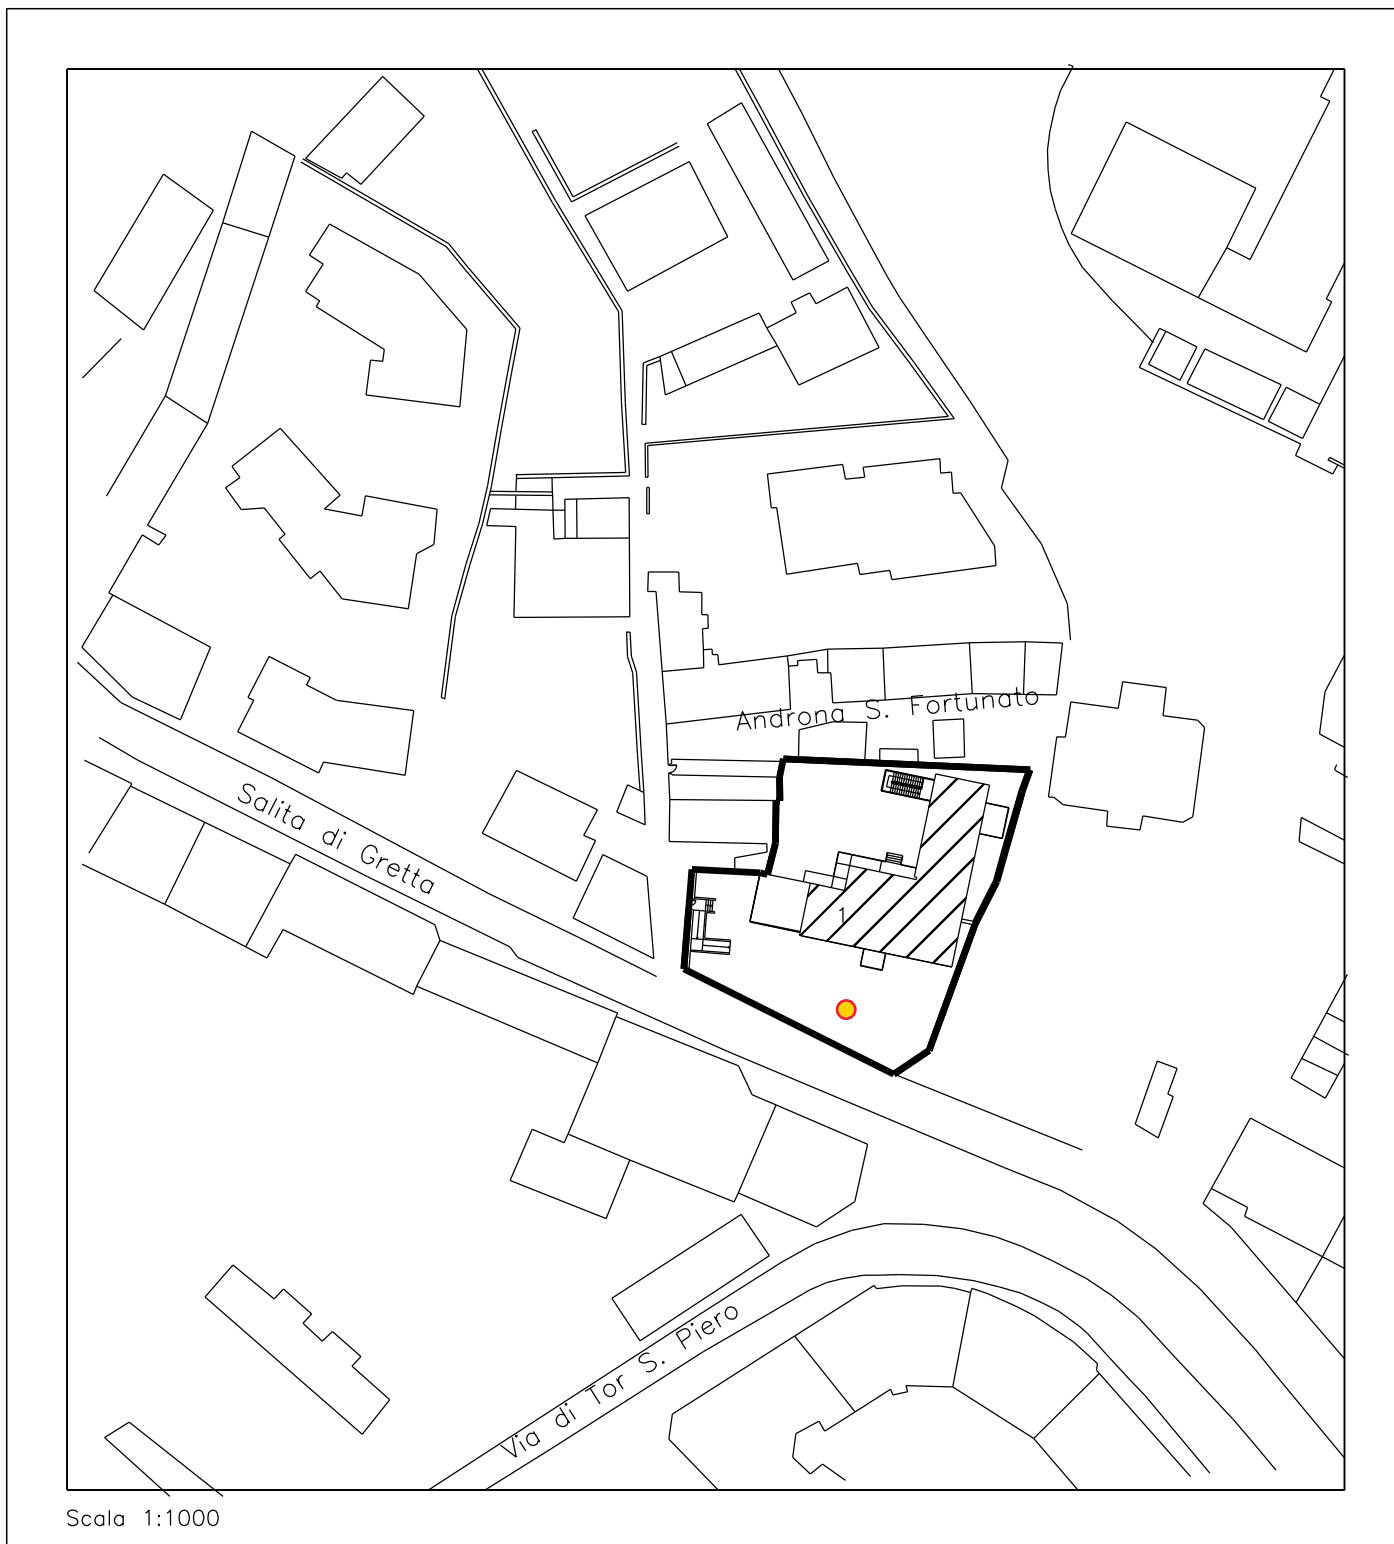 Androna S. Fortunato
Salita di Gretta
1
Via di Tor S. Piero
Scala 1:1000